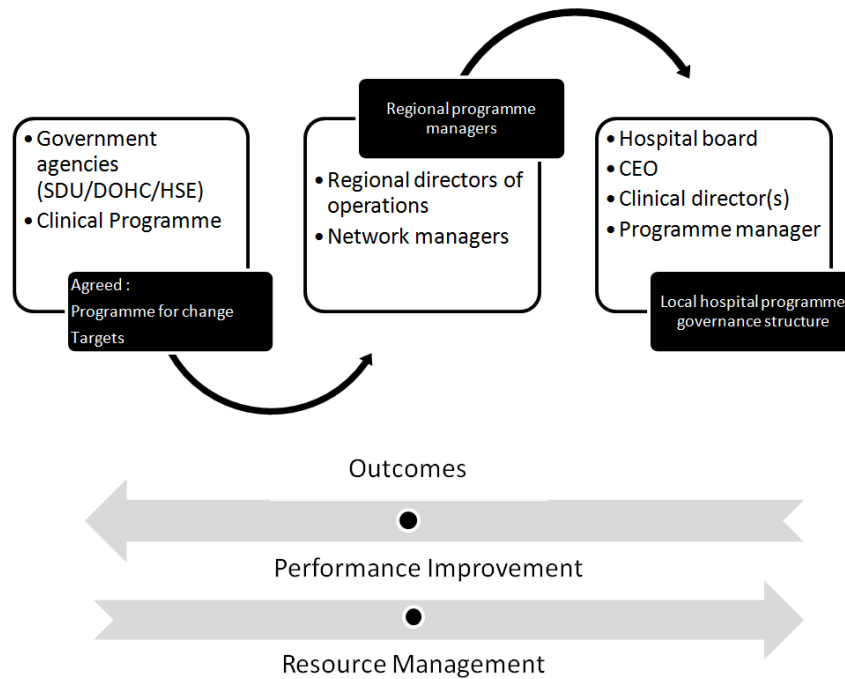 • Government
agencies
(SDU/DOHC/HSE)
• Clinical Programme
Agreed :
Programme for change
Targets
Regional programme
managers
• Regional directors of
operations
• Network managers
• Hospital board
• CEO
• Clinical director(s)
• Programme manager
Local hospital programme
governance structure
Outcomes
Performance Improvement
Resource Management